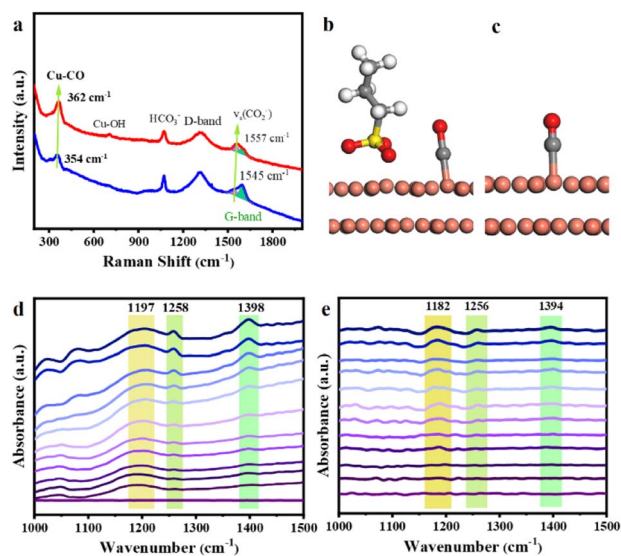 a
Intensity (a.u.)
Cu-CO
362 cm⁻¹
Cu-OH
HCO₃⁻
D-band
νₛ(CO₂⁻)
1557 cm⁻¹
354 cm⁻¹
1545 cm⁻¹
G-band
200 600 900 1200 1500 1800
Raman Shift (cm⁻¹)
b
c
d
1197 1258 1398
Absorbance (a.u.)
1000 1100 1200 1300 1400 1500
Wavenumber (cm⁻¹)
e
1182 1256 1394
Absorbance (a.u.)
1000 1100 1200 1300 1400 1500
Wavenumber (cm⁻¹)